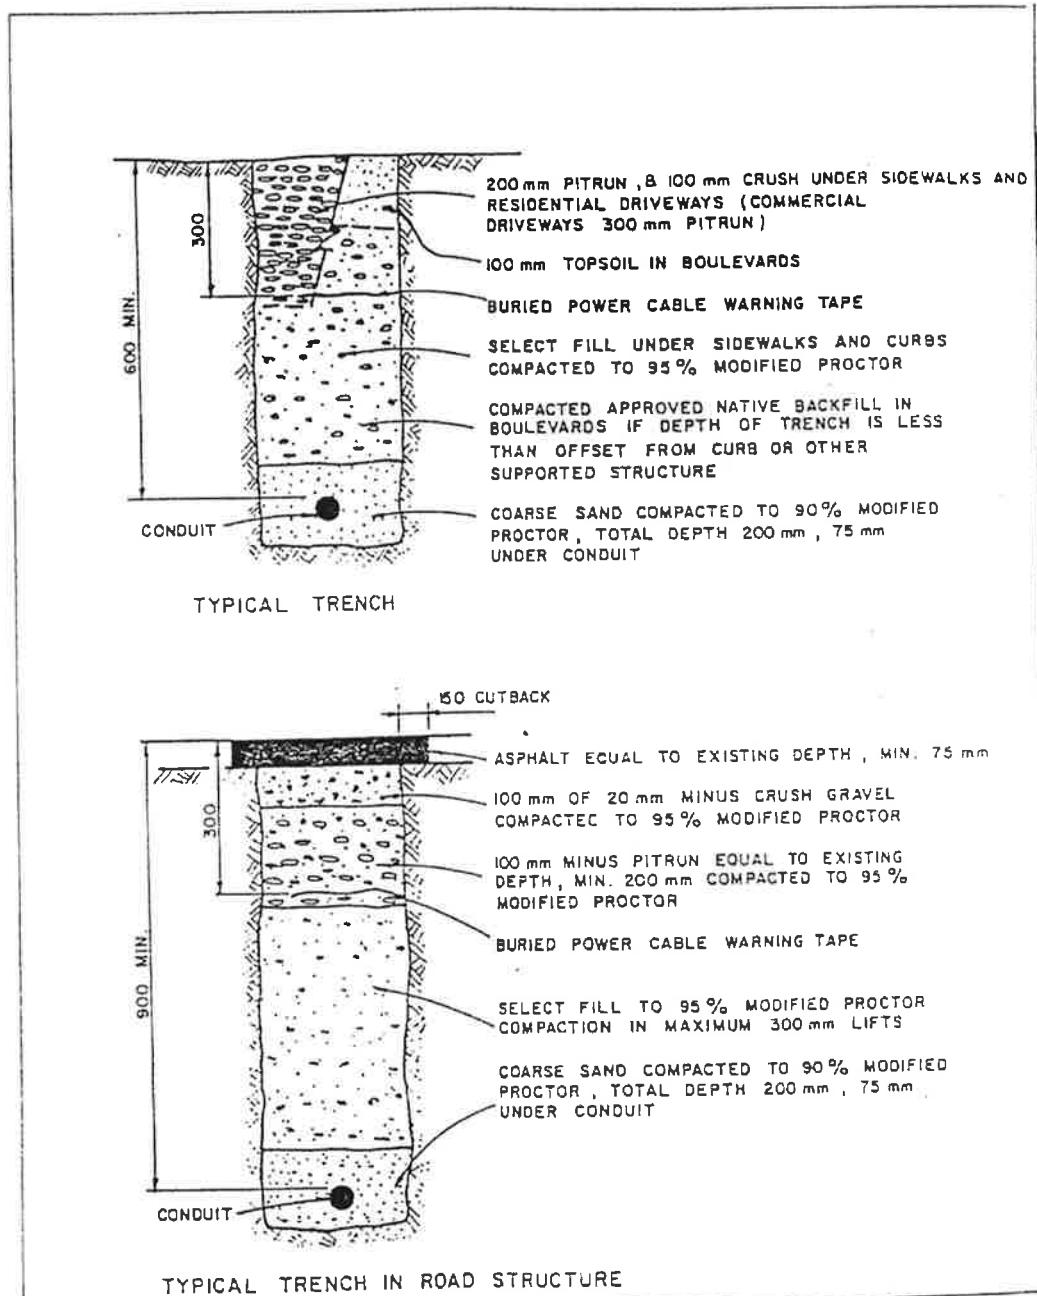 200mm PITRUN, & 100 mm CRUSH UNDER SIDEWALKS AND
RESIDENTIAL DRIVEWAYS (COMMERCIAL
DRIVEWAYS 300 mm PITRUN)
100 mm TOPSOIL IN BOULEVARDS
BURIED POWER CABLE WARNING TAPE
SELECT FILL UNDER SIDEWALKS AND CURBS
COMPACTED TO 95% MODIFIED PROCTOR
COMPACTED APPROVED NATIVE BACKFILL IN
BOULEVARDS IF DEPTH OF TRENCH IS LESS
THAN OFFSET FROM CURB OR OTHER
SUPPORTED STRUCTURE
COARSE SAND COMPACTED TO 90% MODIFIED
PROCTOR, TOTAL DEPTH 200 mm, 75 mm
UNDER CONDUIT
300
600 MIN.
CONDUIT
TYPICAL TRENCH
150 CUTBACK
ASPHALT EQUAL TO EXISTING DEPTH, MIN. 75 mm
100 mm OF 20 mm MINUS CRUSH GRAVEL
COMPACTEC TO 95% MODIFIED PROCTOR
100 mm MINUS PITRUN EQUAL TO EXISTING
DEPTH, MIN. 200 mm COMPACTED TO 95%
MODIFIED PROCTOR
BURIED POWER CABLE WARNING TAPE
SELECT FILL TO 95% MODIFIED PROCTOR
COMPACTION IN MAXIMUM 300 mm LIFTS
COARSE SAND COMPACTED TO 90% MODIFIED
PROCTOR, TOTAL DEPTH 200 mm, 75 mm
UNDER CONDUIT
300
900 MIN.
CONDUIT
TYPICAL TRENCH IN ROAD STRUCTURE